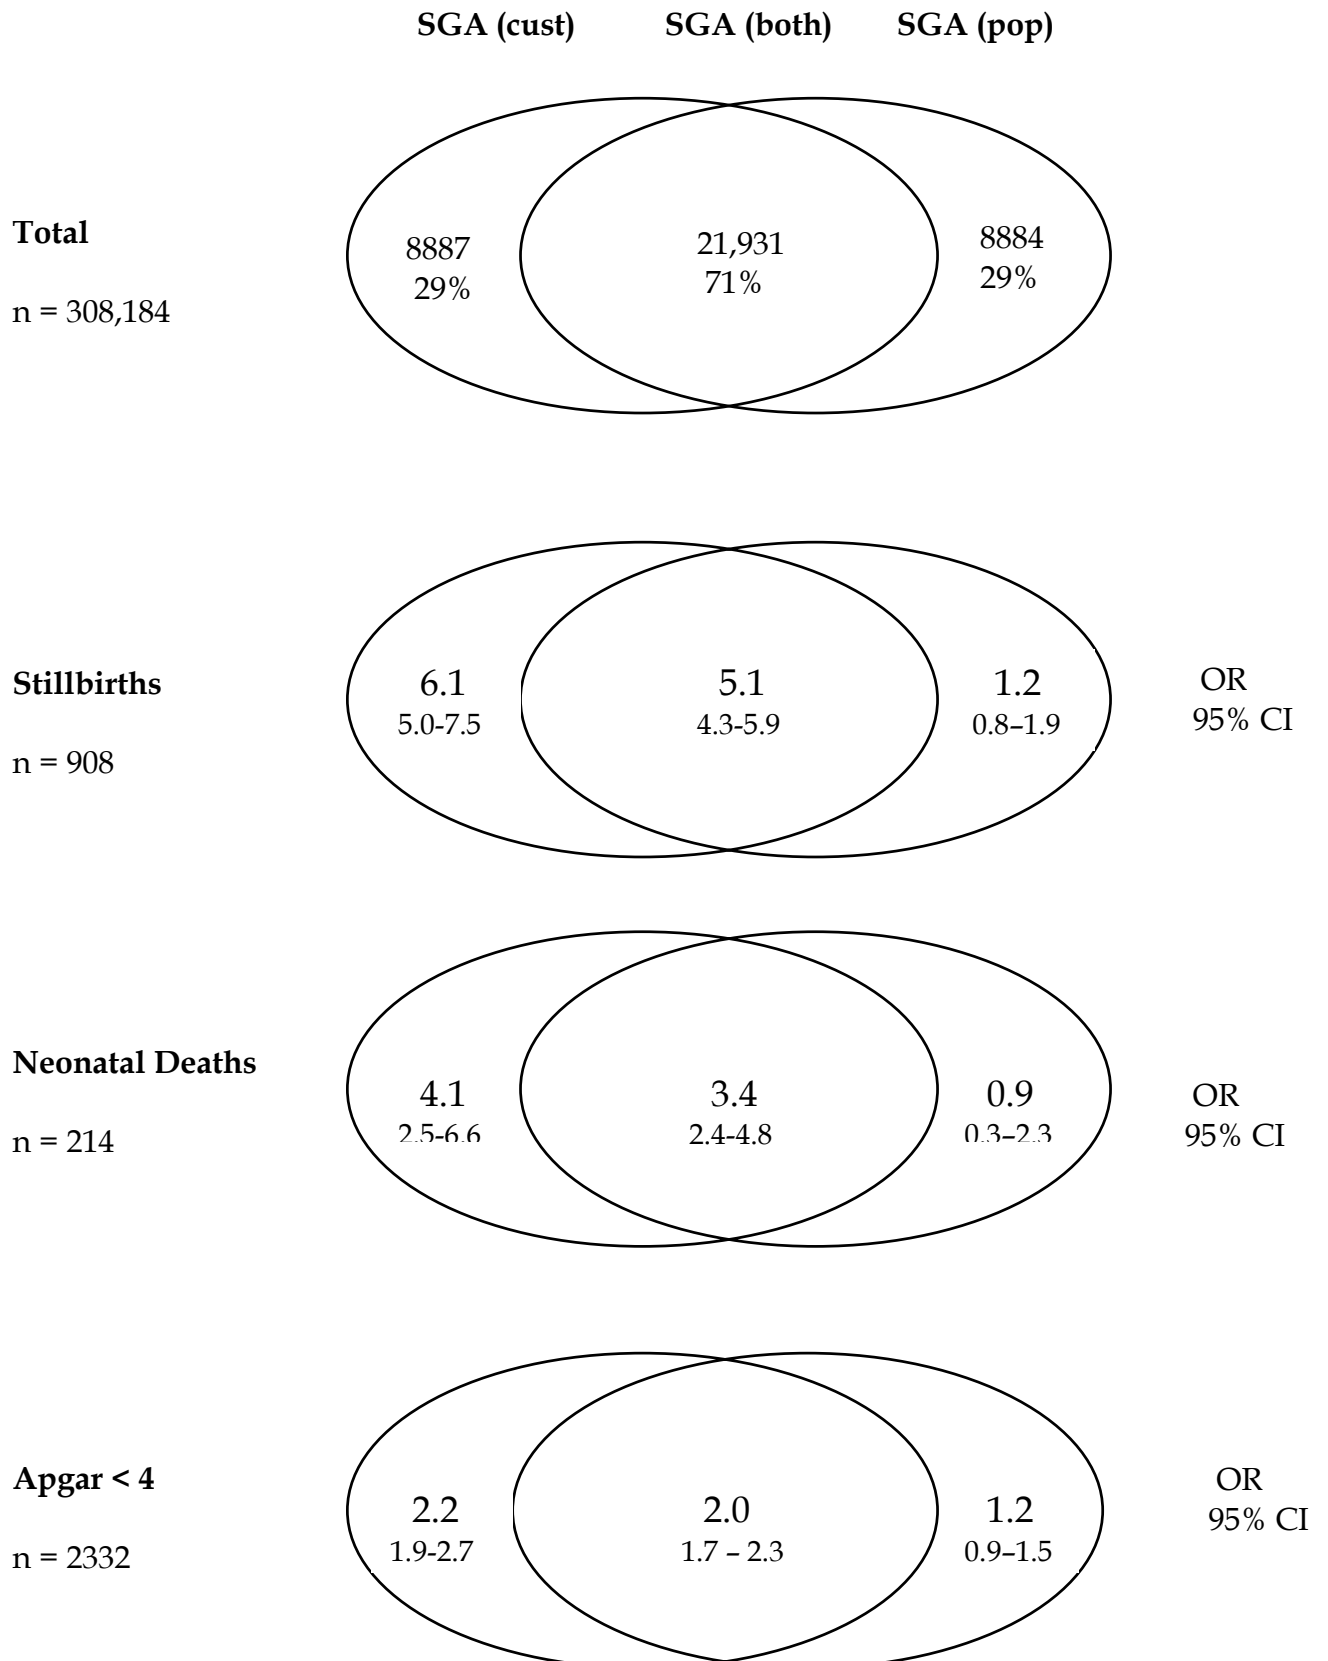 SGA (cust) SGA (both) SGA (pop)
Total
n = 308,184
8887
29%
21,931
71%
8884
29%
Stillbirths
n = 908
6.1
5.0-7.5
5.1
4.3-5.9
1.2
0.8–1.9
OR
95% CI
Neonatal Deaths
n = 214
4.1
2.5-6.6
3.4
2.4-4.8
0.9
0.3–2.3
OR
95% CI
Apgar < 4
n = 2332
2.2
1.9-2.7
2.0
1.7 – 2.3
1.2
0.9–1.5
OR
95% CI